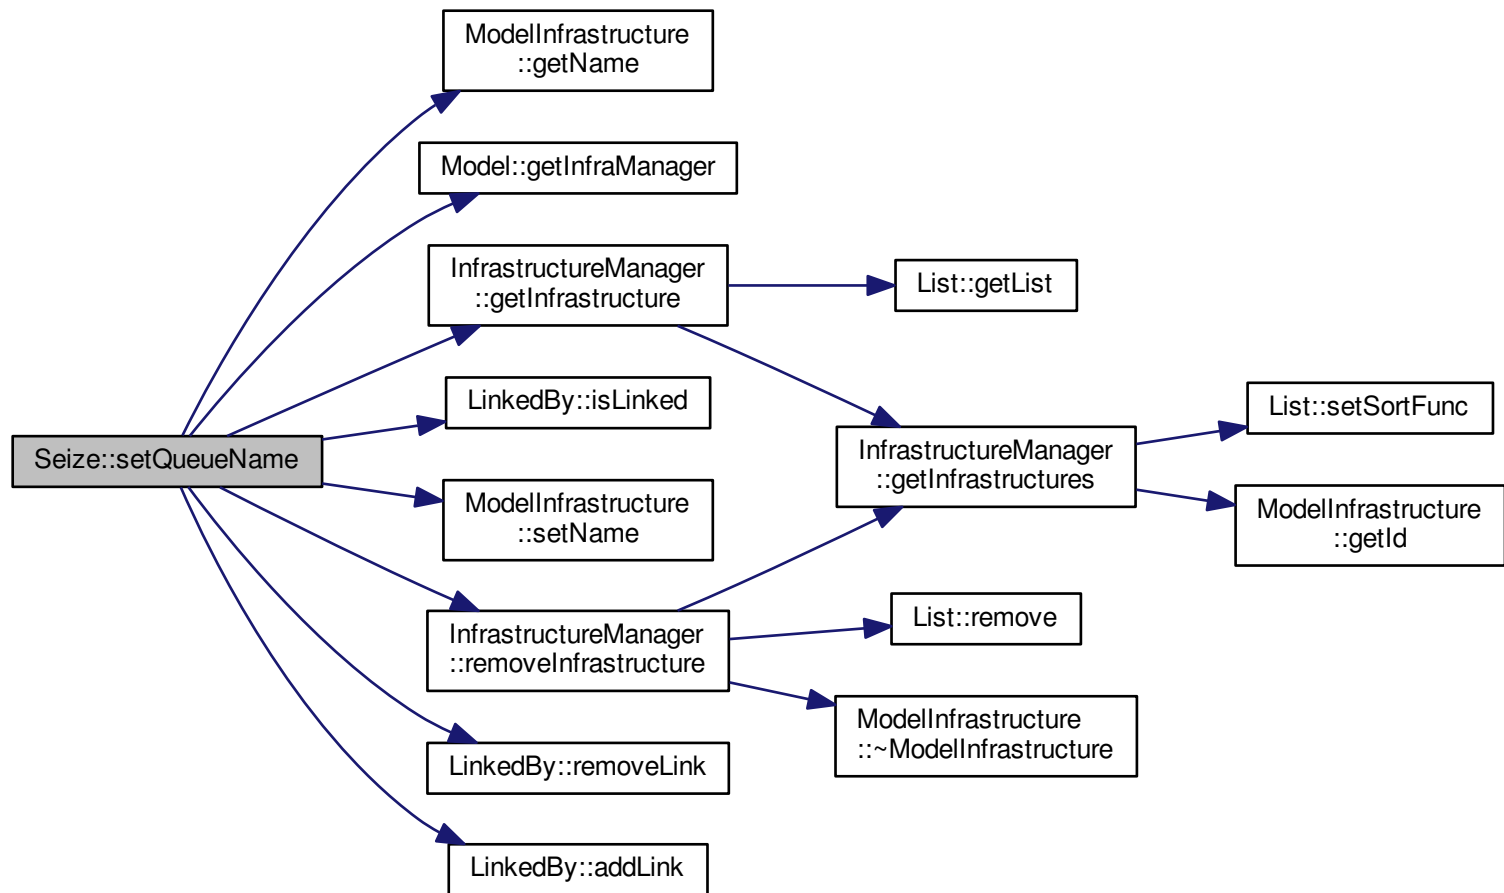 ModelInfrastructure
::getName
Model::getInfraManager
InfrastructureManager
::getInfrastructure
List::getList
LinkedBy::isLinked
List::setSortFunc
Seize::setQueueName
InfrastructureManager
::getInfrastructures
ModelInfrastructure
::setName
ModelInfrastructure
::getId
InfrastructureManager
::removeInfrastructure
List::remove
ModelInfrastructure
::~ModelInfrastructure
LinkedBy::removeLink
LinkedBy::addLink